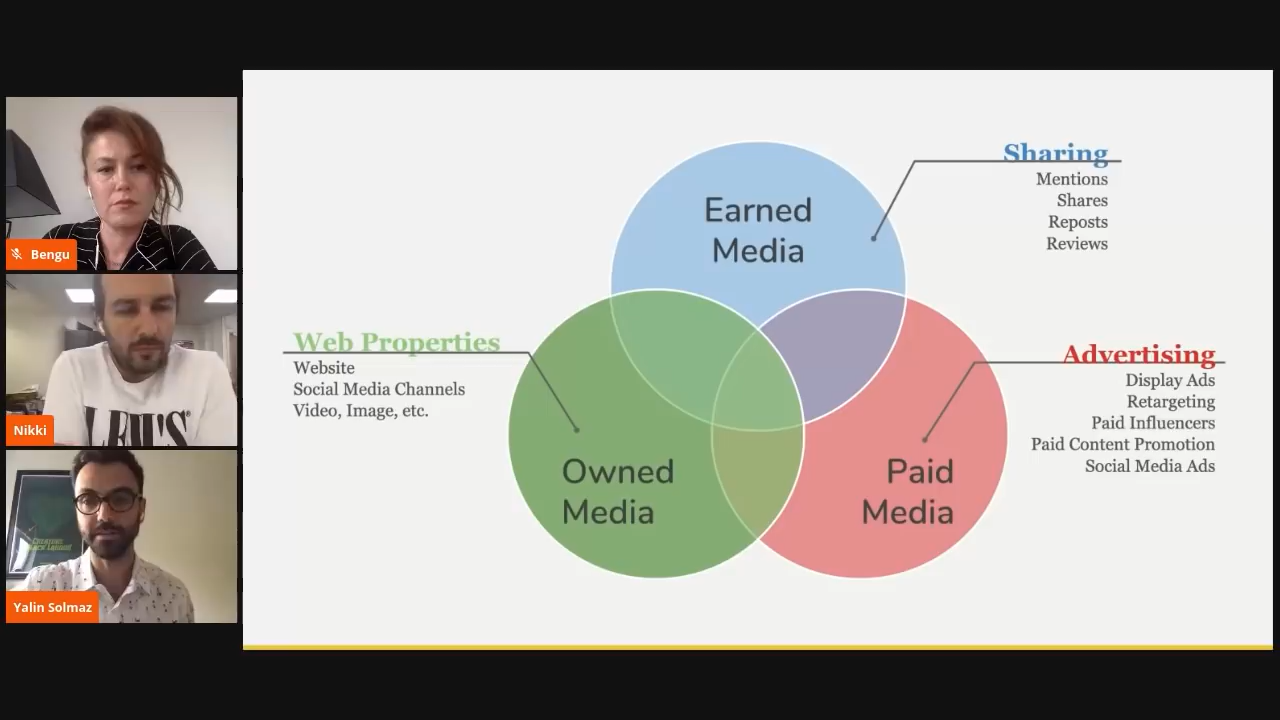 Bengu
Nikki
Yalin Solmaz
LEVI'S
Earned
Media
Owned
Media
Paid
Media
Sharing
Mentions
Shares
Reposts
Reviews
Web Properties
Website
Social Media Channels
Video, Image, etc.
Advertising
Display Ads
Retargeting
Paid Influencers
Paid Content Promotion
Social Media Ads